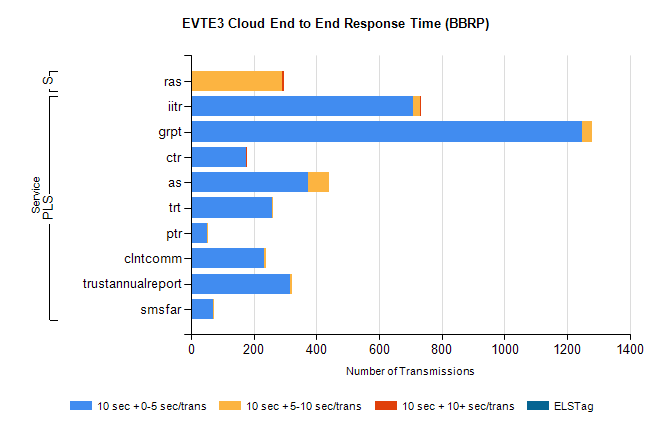 EVTE3 Cloud End to End Response Time (BBRP)
S
ras
iitr
grpt
ctr
as
trt
ptr
clntcomm
trustannualreport
smsfar
Service
PLS
0 200 400 600 800 1000 1200 1400
Number of Transmissions
10 sec +0-5 sec/trans 10 sec +5-10 sec/trans 10 sec + 10+ sec/trans ELSTag